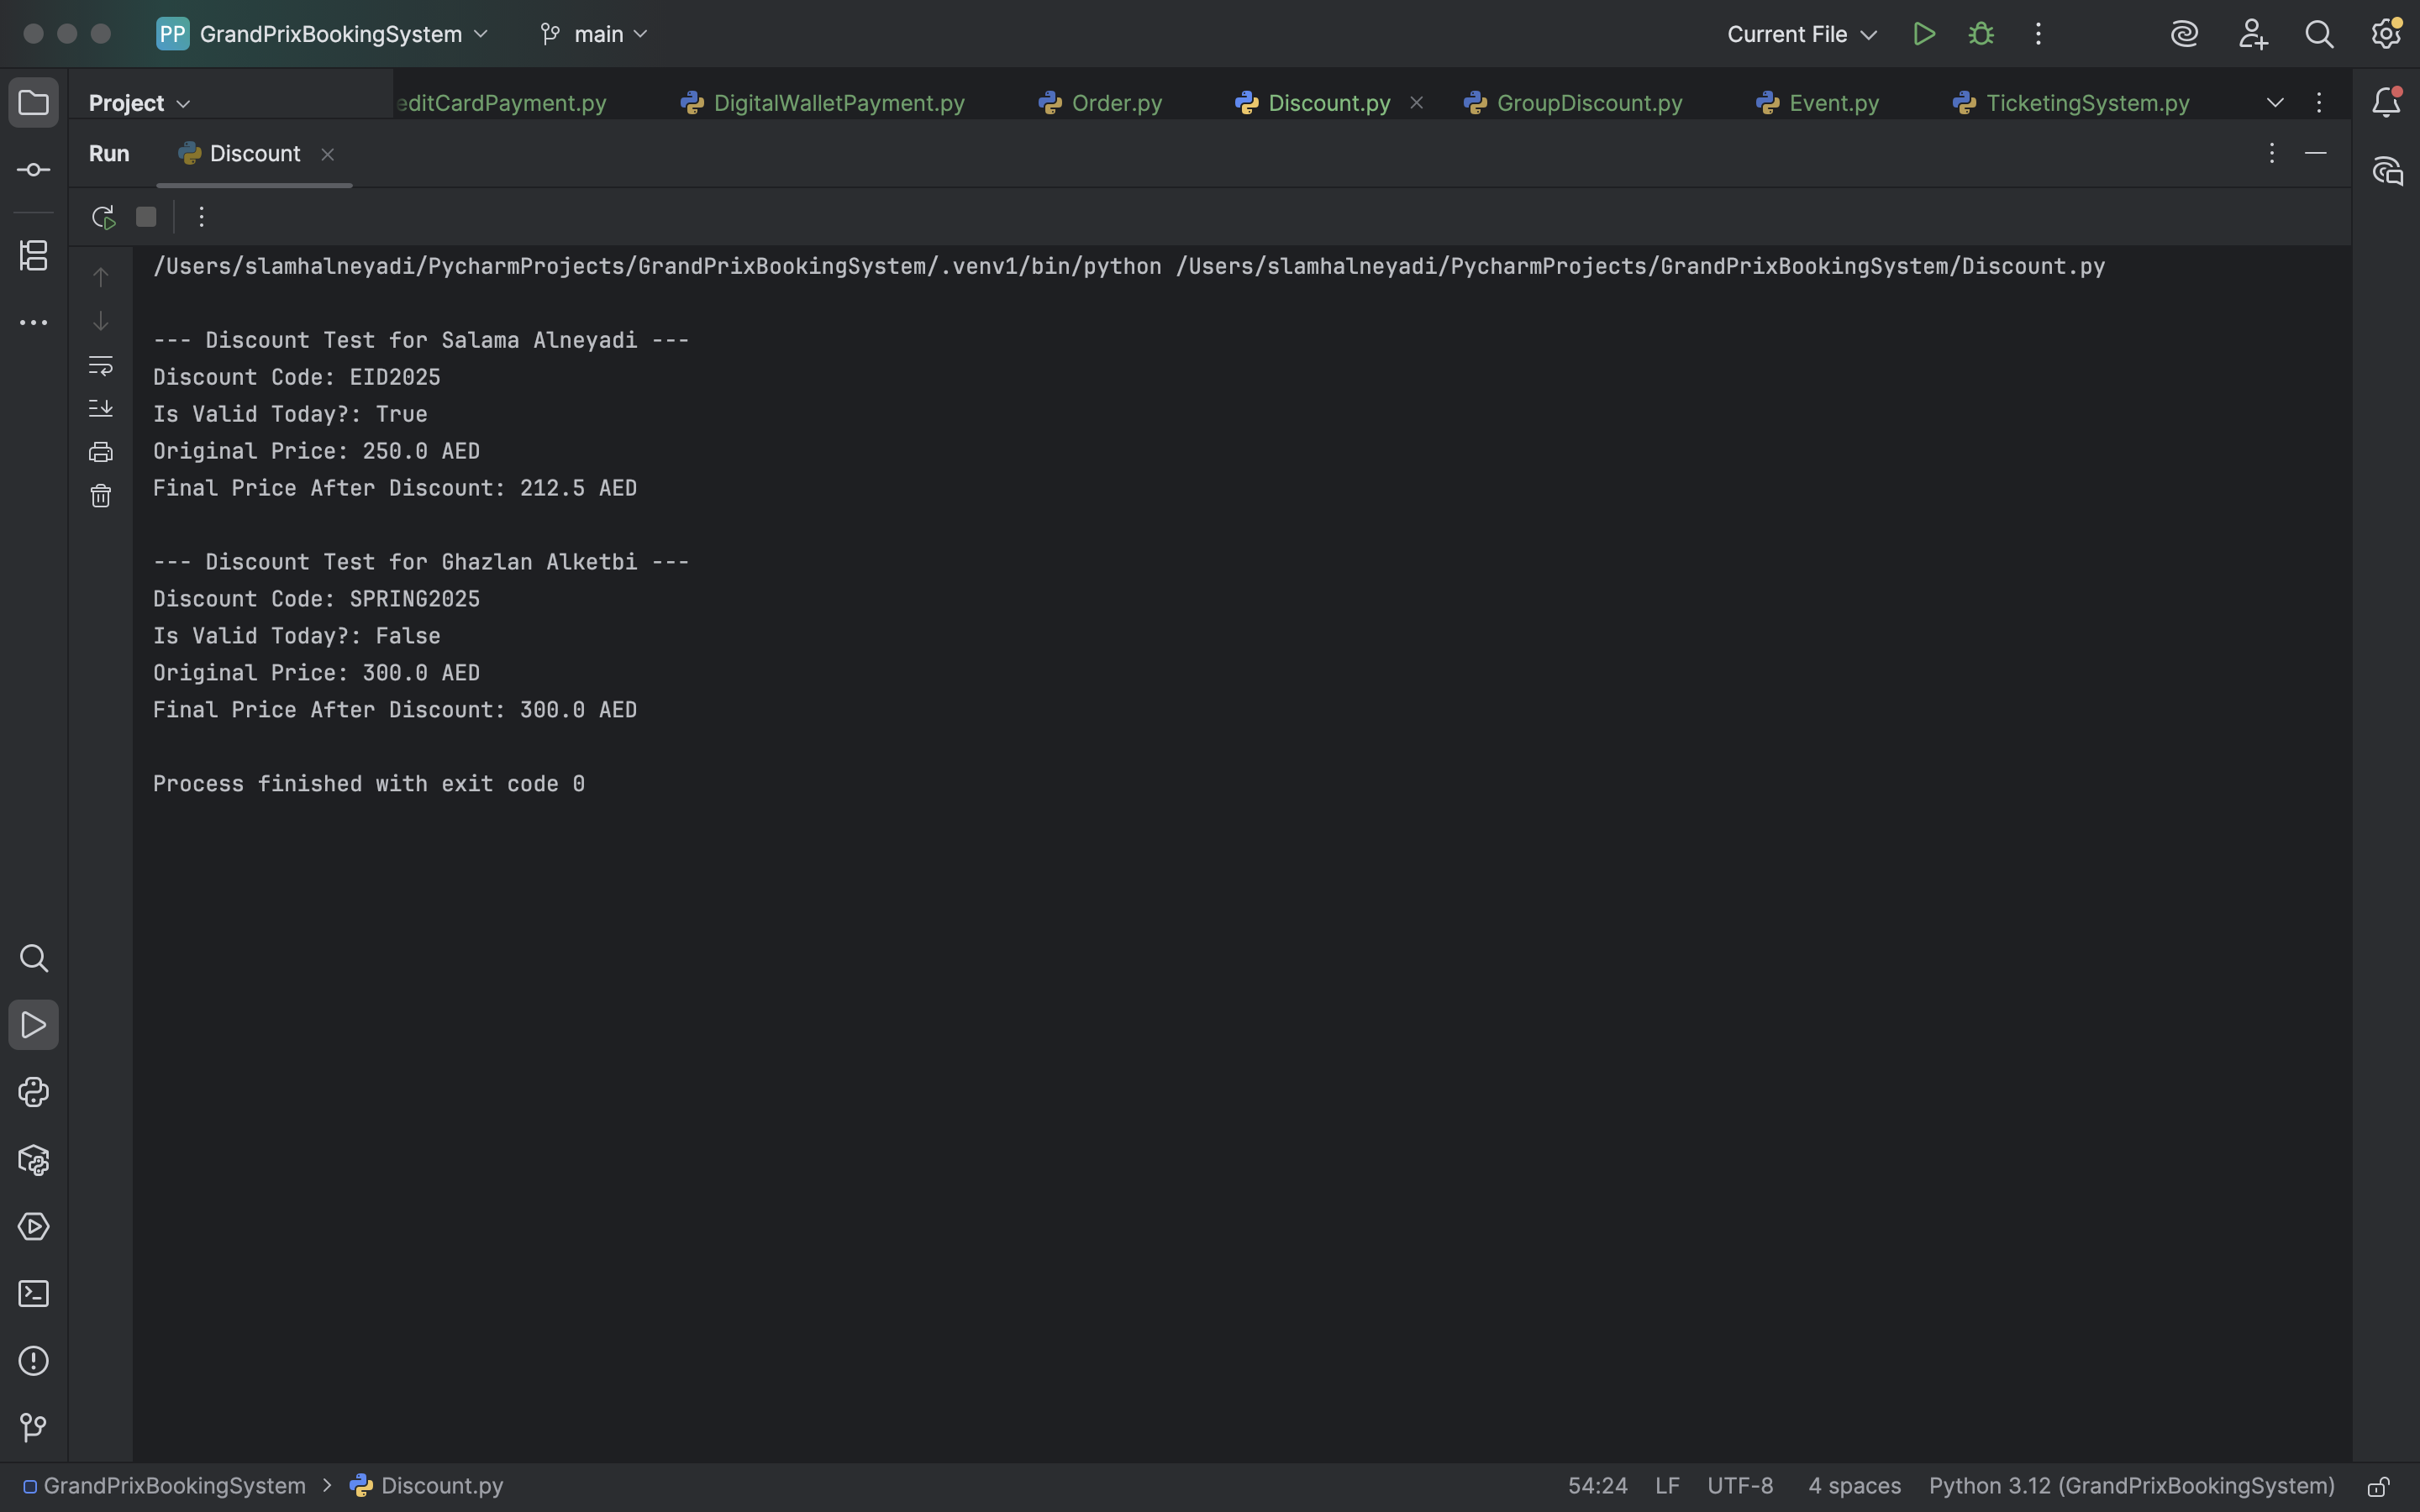 PP GrandPrixBookingSystem main Current File
Project editCardPayment.py DigitalWalletPayment.py Order.py Discount.py GroupDiscount.py Event.py TicketingSystem.py
Run Discount
/Users/slamhalneyadi/PycharmProjects/GrandPrixBookingSystem/.venv1/bin/python /Users/slamhalneyadi/PycharmProjects/GrandPrixBookingSystem/Discount.py
--- Discount Test for Salama Alneyadi ---
Discount Code: EID2025
Is Valid Today?: True
Original Price: 250.0 AED
Final Price After Discount: 212.5 AED
--- Discount Test for Ghazlan Alketbi ---
Discount Code: SPRING2025
Is Valid Today?: False
Original Price: 300.0 AED
Final Price After Discount: 300.0 AED
Process finished with exit code 0
GrandPrixBookingSystem > Discount.py 54:24 LF UTF-8 4 spaces Python 3.12 (GrandPrixBookingSystem)